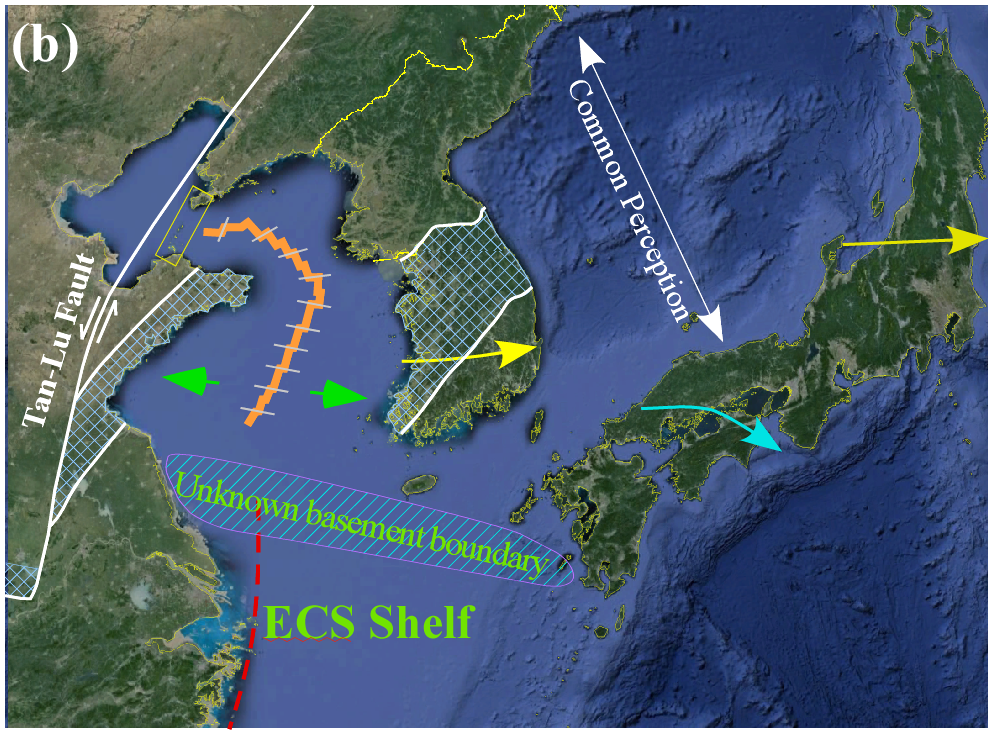 (b)
Common Perception
Tan-Lu Fault
Unknown basement boundary
ECS Shelf